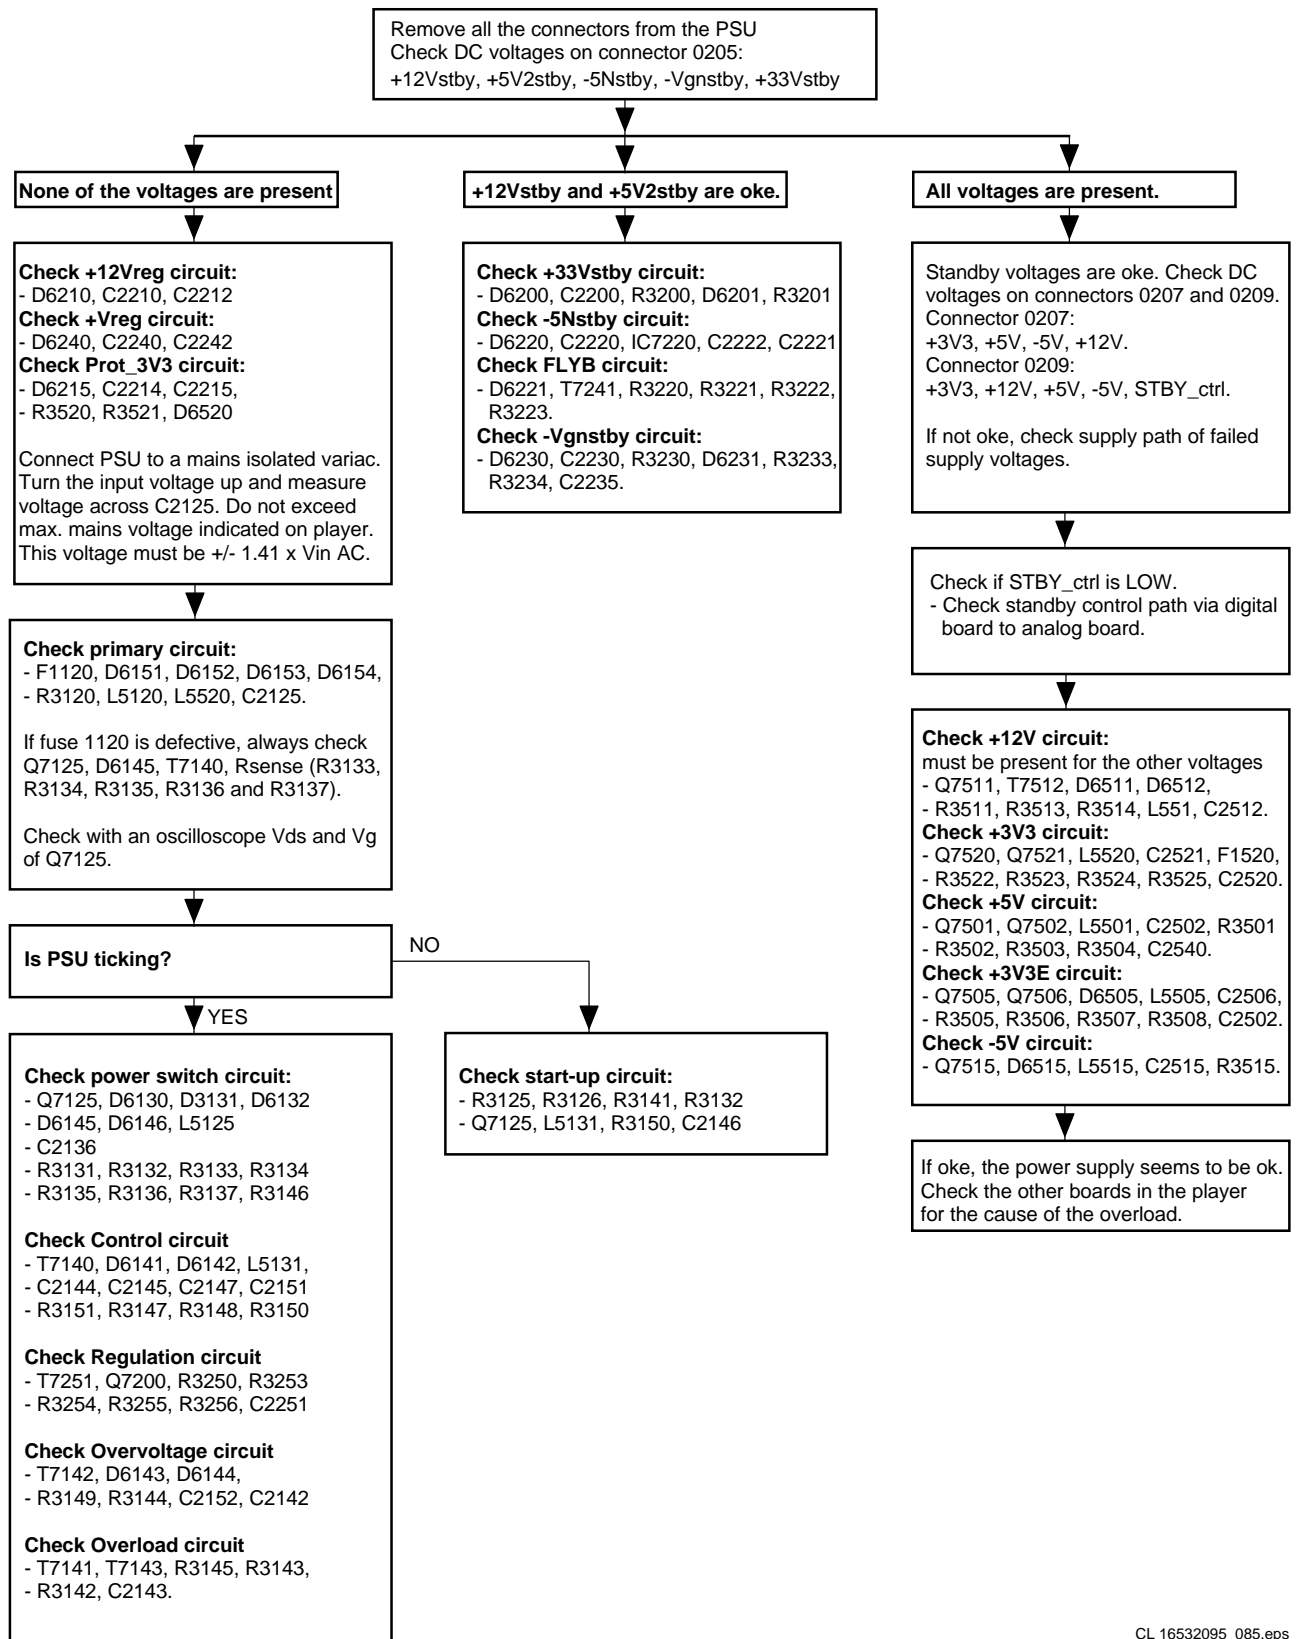 Remove all the connectors from the PSU
Check DC voltages on connector 0205:
+12Vstby, +5V2stby, -5Nstby, -Vgnstby, +33Vstby
None of the voltages are present
Check +12Vreg circuit:
- D6210, C2210, C2212
Check +Vreg circuit:
- D6240, C2240, C2242
Check Prot_3V3 circuit:
- D6215, C2214, C2215,
- R3520, R3521, D6520
Connect PSU to a mains isolated variac.
Turn the input voltage up and measure
voltage across C2125. Do not exceed
max. mains voltage indicated on player.
This voltage must be +/- 1.41 x Vin AC.
Check primary circuit:
- F1120, D6151, D6152, D6153, D6154,
- R3120, L5120, L5520, C2125.
If fuse 1120 is defective, always check
Q7125, D6145, T7140, Rsense (R3133,
R3134, R3135, R3136 and R3137).
Check with an oscilloscope Vds and Vg
of Q7125.
Is PSU ticking?
NO
YES
Check power switch circuit:
- Q7125, D6130, D3131, D6132
- D6145, D6146, L5125
- C2136
- R3131, R3132, R3133, R3134
- R3135, R3136, R3137, R3146
Check Control circuit
- T7140, D6141, D6142, L5131,
- C2144, C2145, C2147, C2151
- R3151, R3147, R3148, R3150
Check Regulation circuit
- T7251, Q7200, R3250, R3253
- R3254, R3255, R3256, C2251
Check Overvoltage circuit
- T7142, D6143, D6144,
- R3149, R3144, C2152, C2142
Check Overload circuit
- T7141, T7143, R3145, R3143,
- R3142, C2143.
Check start-up circuit:
- R3125, R3126, R3141, R3132
- Q7125, L5131, R3150, C2146
+12Vstby and +5V2stby are oke.
Check +33Vstby circuit:
- D6200, C2200, R3200, D6201, R3201
Check -5Nstby circuit:
- D6220, C2220, IC7220, C2222, C2221
Check FLYB circuit:
- D6221, T7241, R3220, R3221, R3222,
R3223.
Check -Vgnstby circuit:
- D6230, C2230, R3230, D6231, R3233,
R3234, C2235.
All voltages are present.
Standby voltages are oke. Check DC
voltages on connectors 0207 and 0209.
Connector 0207:
+3V3, +5V, -5V, +12V.
Connector 0209:
+3V3, +12V, +5V, -5V, STBY_ctrl.
If not oke, check supply path of failed
supply voltages.
Check if STBY_ctrl is LOW.
- Check standby control path via digital
board to analog board.
Check +12V circuit:
must be present for the other voltages
- Q7511, T7512, D6511, D6512,
- R3511, R3513, R3514, L551, C2512.
Check +3V3 circuit:
- Q7520, Q7521, L5520, C2521, F1520,
- R3522, R3523, R3524, R3525, C2520.
Check +5V circuit:
- Q7501, Q7502, L5501, C2502, R3501
- R3502, R3503, R3504, C2540.
Check +3V3E circuit:
- Q7505, Q7506, D6505, L5505, C2506,
- R3505, R3506, R3507, R3508, C2502.
Check -5V circuit:
- Q7515, D6515, L5515, C2515, R3515.
If oke, the power supply seems to be ok.
Check the other boards in the player
for the cause of the overload.
CL 16532095_085.eps